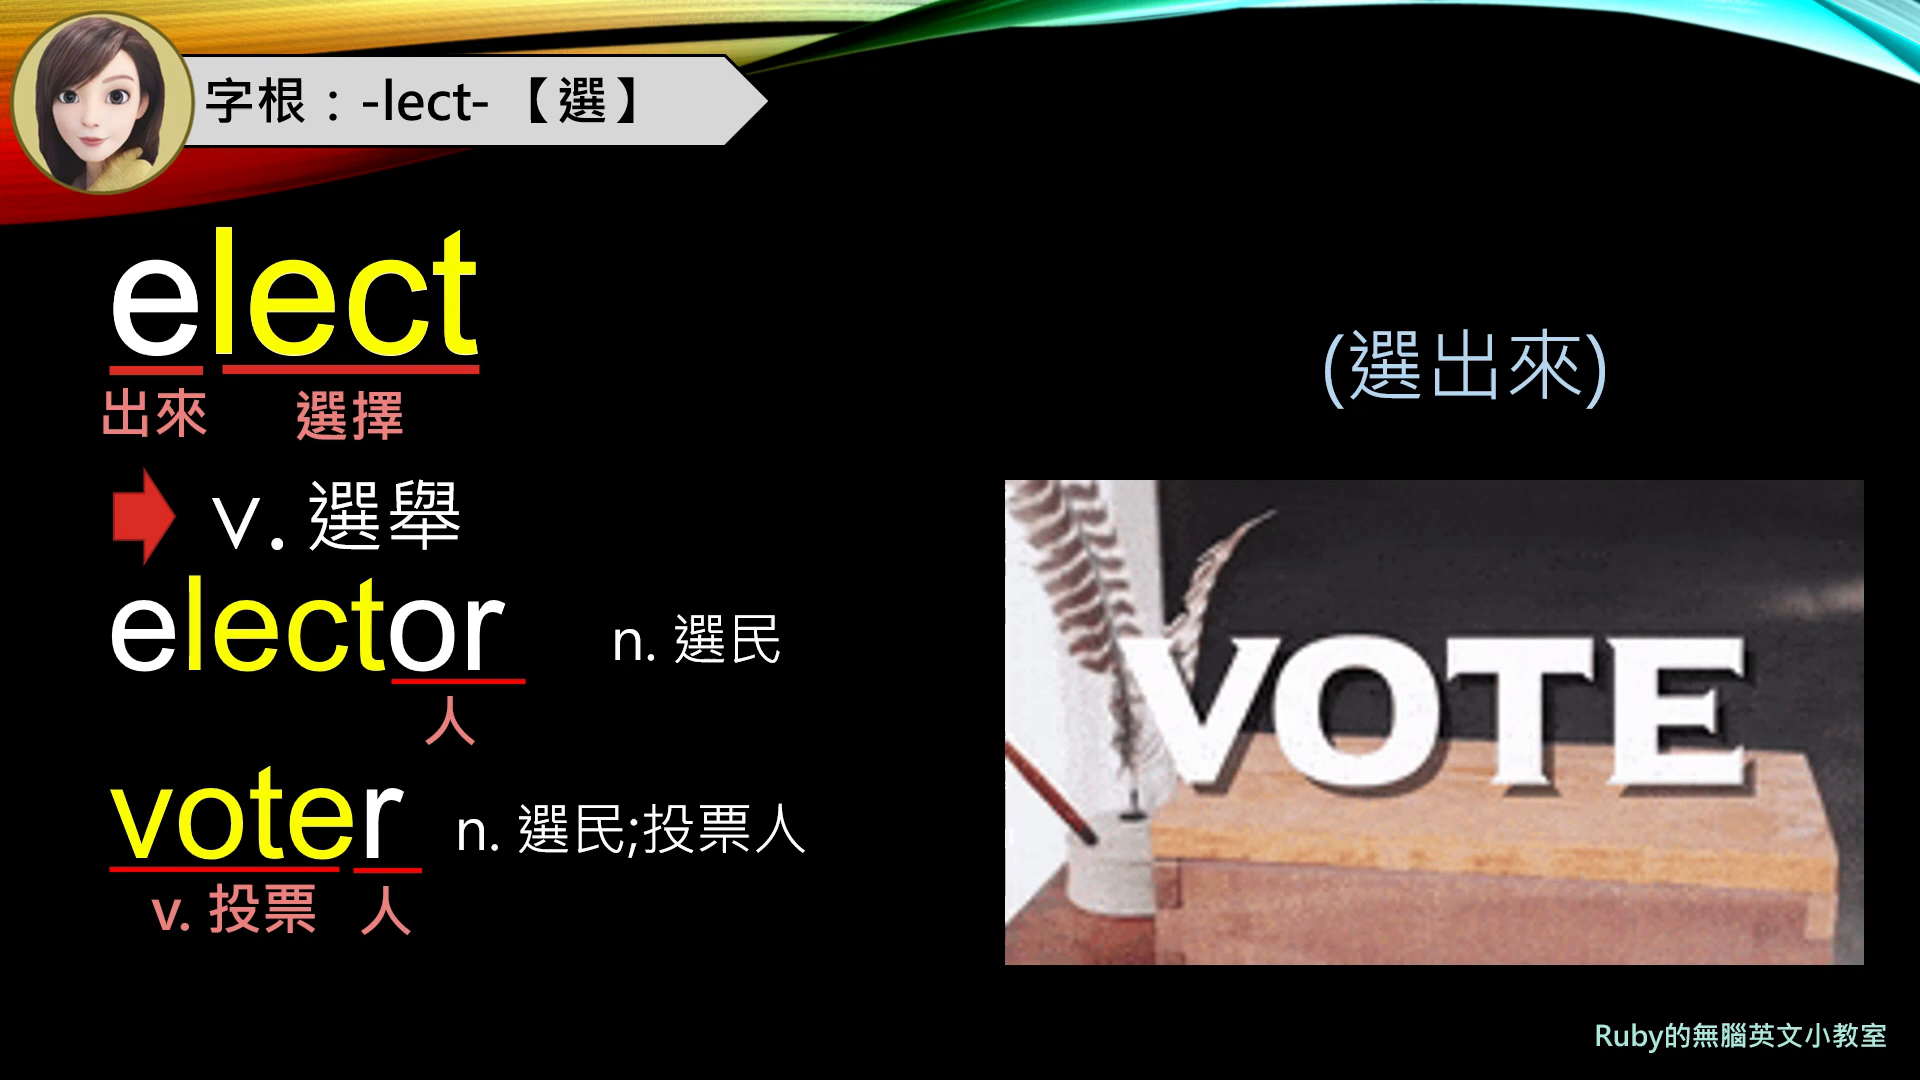 字根：-lect-【選】
elect
出來 選擇
(選出來)
v. 選舉
elector n. 選民
人
VOTE
voter n. 選民;投票人
v. 投票 人
Ruby的無腦英文小教室